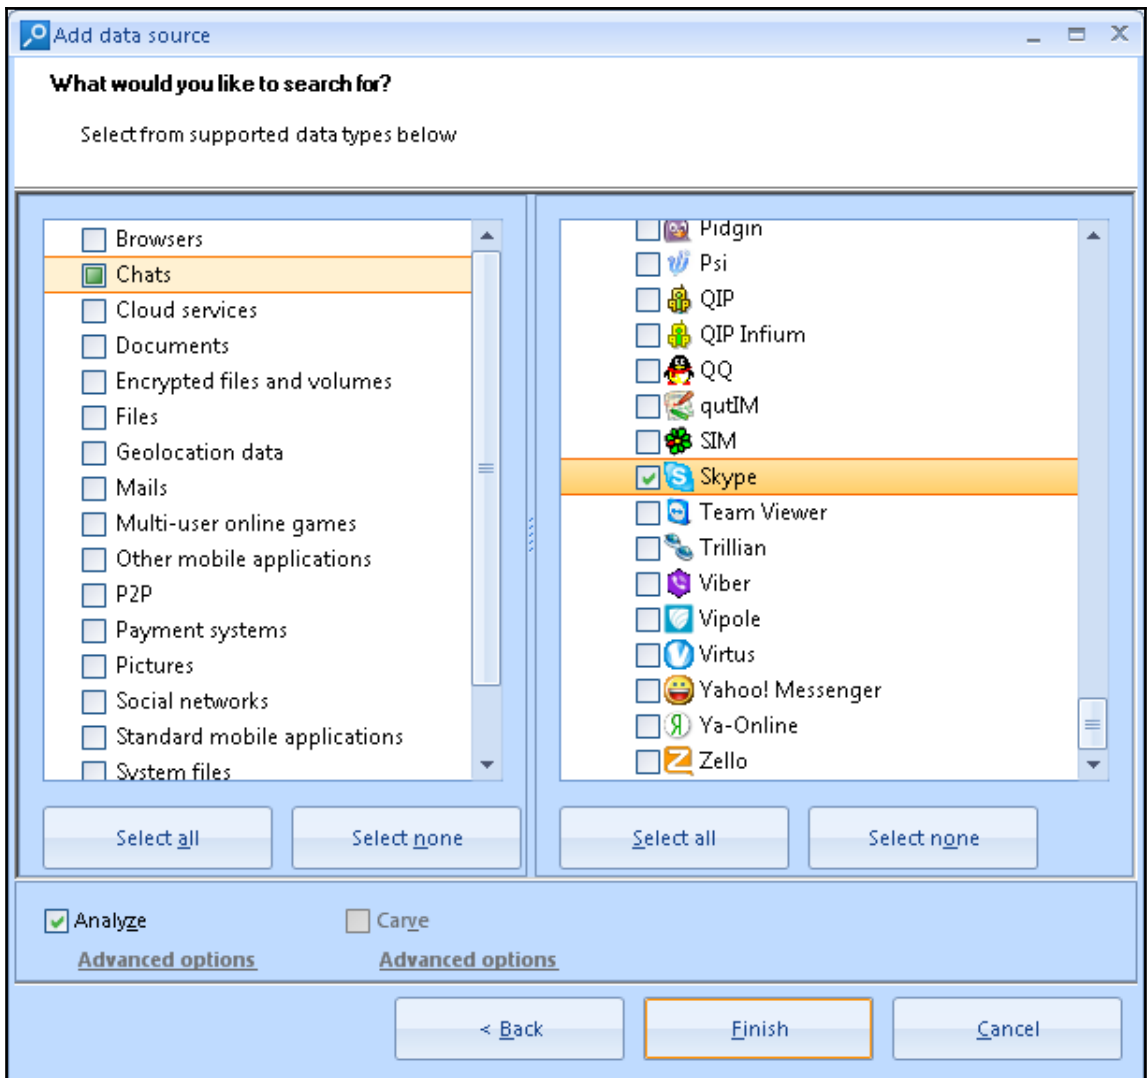 Add data source
What would you like to search for?
Select from supported data types below
Browsers
Chats
Cloud services
Documents
Encrypted files and volumes
Files
Geolocation data
Mails
Multi-user online games
Other mobile applications
P2P
Payment systems
Pictures
Social networks
Standard mobile applications
System files
Select all
Select none
Pidgin
Psi
QIP
QIP Infium
QQ
qutIM
SIM
Skype
Team Viewer
Trillian
Viber
Vipole
Virtus
Yahoo! Messenger
Ya-Online
Zello
Select all
Select none
Analyze
Carve
Advanced options
Advanced options
< Back
Finish
Cancel